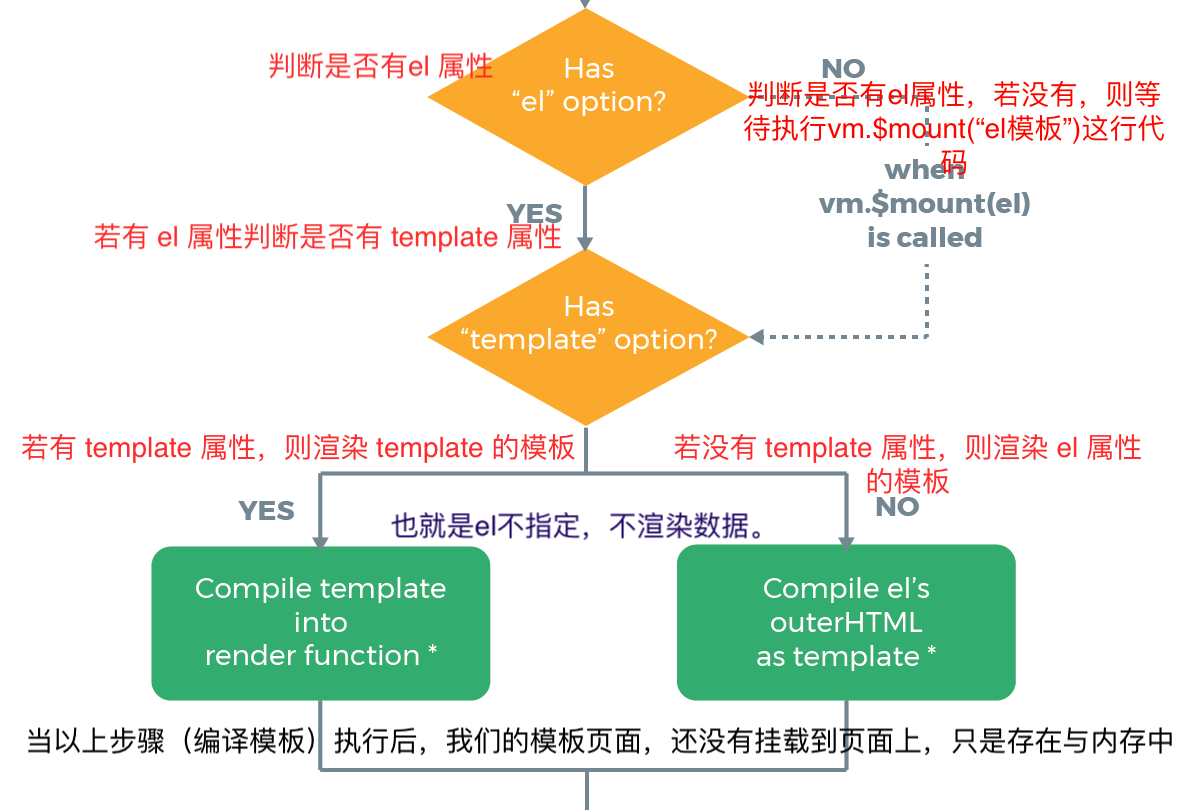 判断是否有el 属性
Has
“el” option?
NO
判断是否有el属性，若没有，则等
待执行vm.$mount(“el模板”)这行代
码
when
vm.$mount(el)
is called
YES
若有 el 属性判断是否有 template 属性
Has
“template” option?
若有 template 属性，则渲染 template 的模板
若没有 template 属性，则渲染 el 属性
的模板
YES
NO
也就是el不指定，不渲染数据。
Compile template
into
render function *
Compile el’s
outerHTML
as template *
当以上步骤（编译模板）执行后，我们的模板页面，还没有挂载到页面上，只是存在与内存中